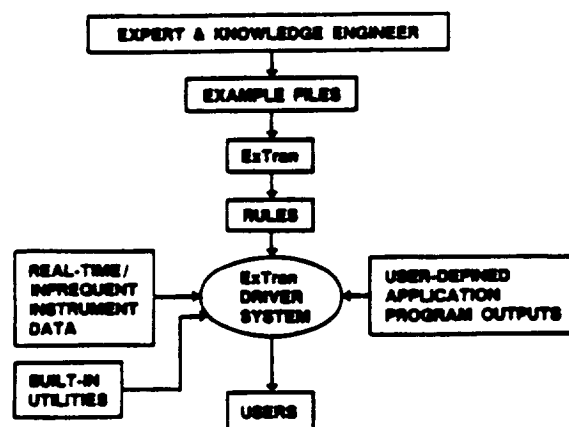 EXPERT & KNOWLEDGE ENGINEER
EXAMPLE FILES
ExTran
RULES
REAL-TIME/
INFREQUENT
INSTRUMENT
DATA
ExTran
DRIVER
SYSTEM
USER-DEFINED
APPLICATION
PROGRAM OUTPUTS
BUILT-IN
UTILITIES
USERS